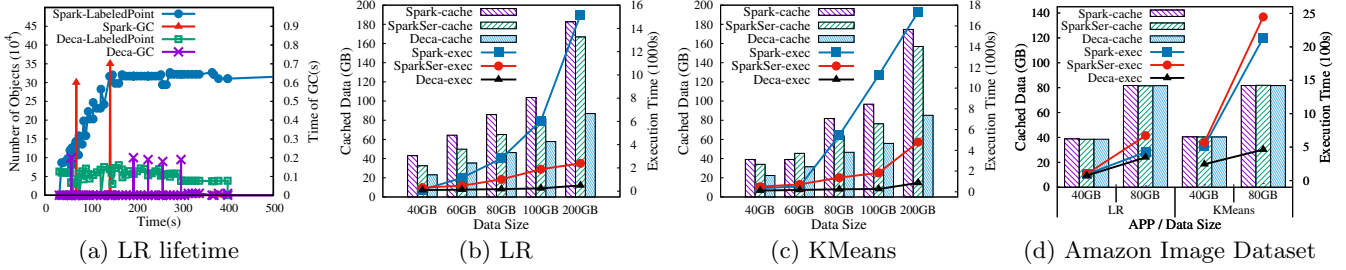 Spark-LabeledPoint
Spark-GC
Deca-LabeledPoint
Deca-GC
Number of Objects (10^4)
50
45
40
35
30
25
20
15
10
5
0
0.9
0.8
0.7
0.6
0.5
0.4
0.3
0.2
0.1
0
Time of GC(s)
0 100 200 300 400 500
Time(s)
(a) LR lifetime
Spark-cache
SparkSer-cache
Deca-cache
Spark-exec
SparkSer-exec
Deca-exec
Cached Data (GB)
200
180
160
140
120
100
80
60
40
20
0
16
14
12
10
8
6
4
2
0
Execution Time (1000s)
40GB 60GB 80GB 100GB 200GB
Data Size
(b) LR
Spark-cache
SparkSer-cache
Deca-cache
Spark-exec
SparkSer-exec
Deca-exec
Cached Data (GB)
200
180
160
140
120
100
80
60
40
20
0
18
16
14
12
10
8
6
4
2
0
Execution Time (1000s)
40GB 60GB 80GB 100GB 200GB
Data Size
(c) KMeans
Spark-cache
SparkSer-cache
Deca-cache
Spark-exec
SparkSer-exec
Deca-exec
Cached Data (GB)
140
120
100
80
60
40
20
0
25
20
15
10
5
0
Execution Time (100s)
40GB 80GB 40GB 80GB
LR KMeans
APP / Data Size
(d) Amazon Image Dataset